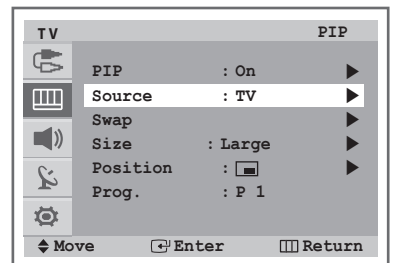 TV PIP
PIP : On
Source : TV
Swap
Size : Large
Position :
Prog. : P 1
Move Enter Return